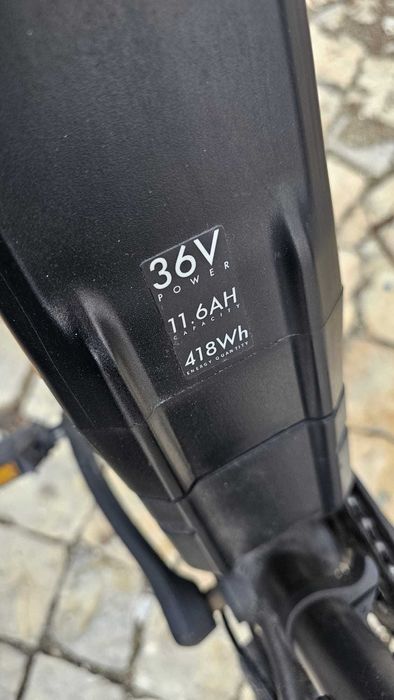 36V
POWER
11.6AH
CAPACITY
418Wh
ENERGY QUANTITY